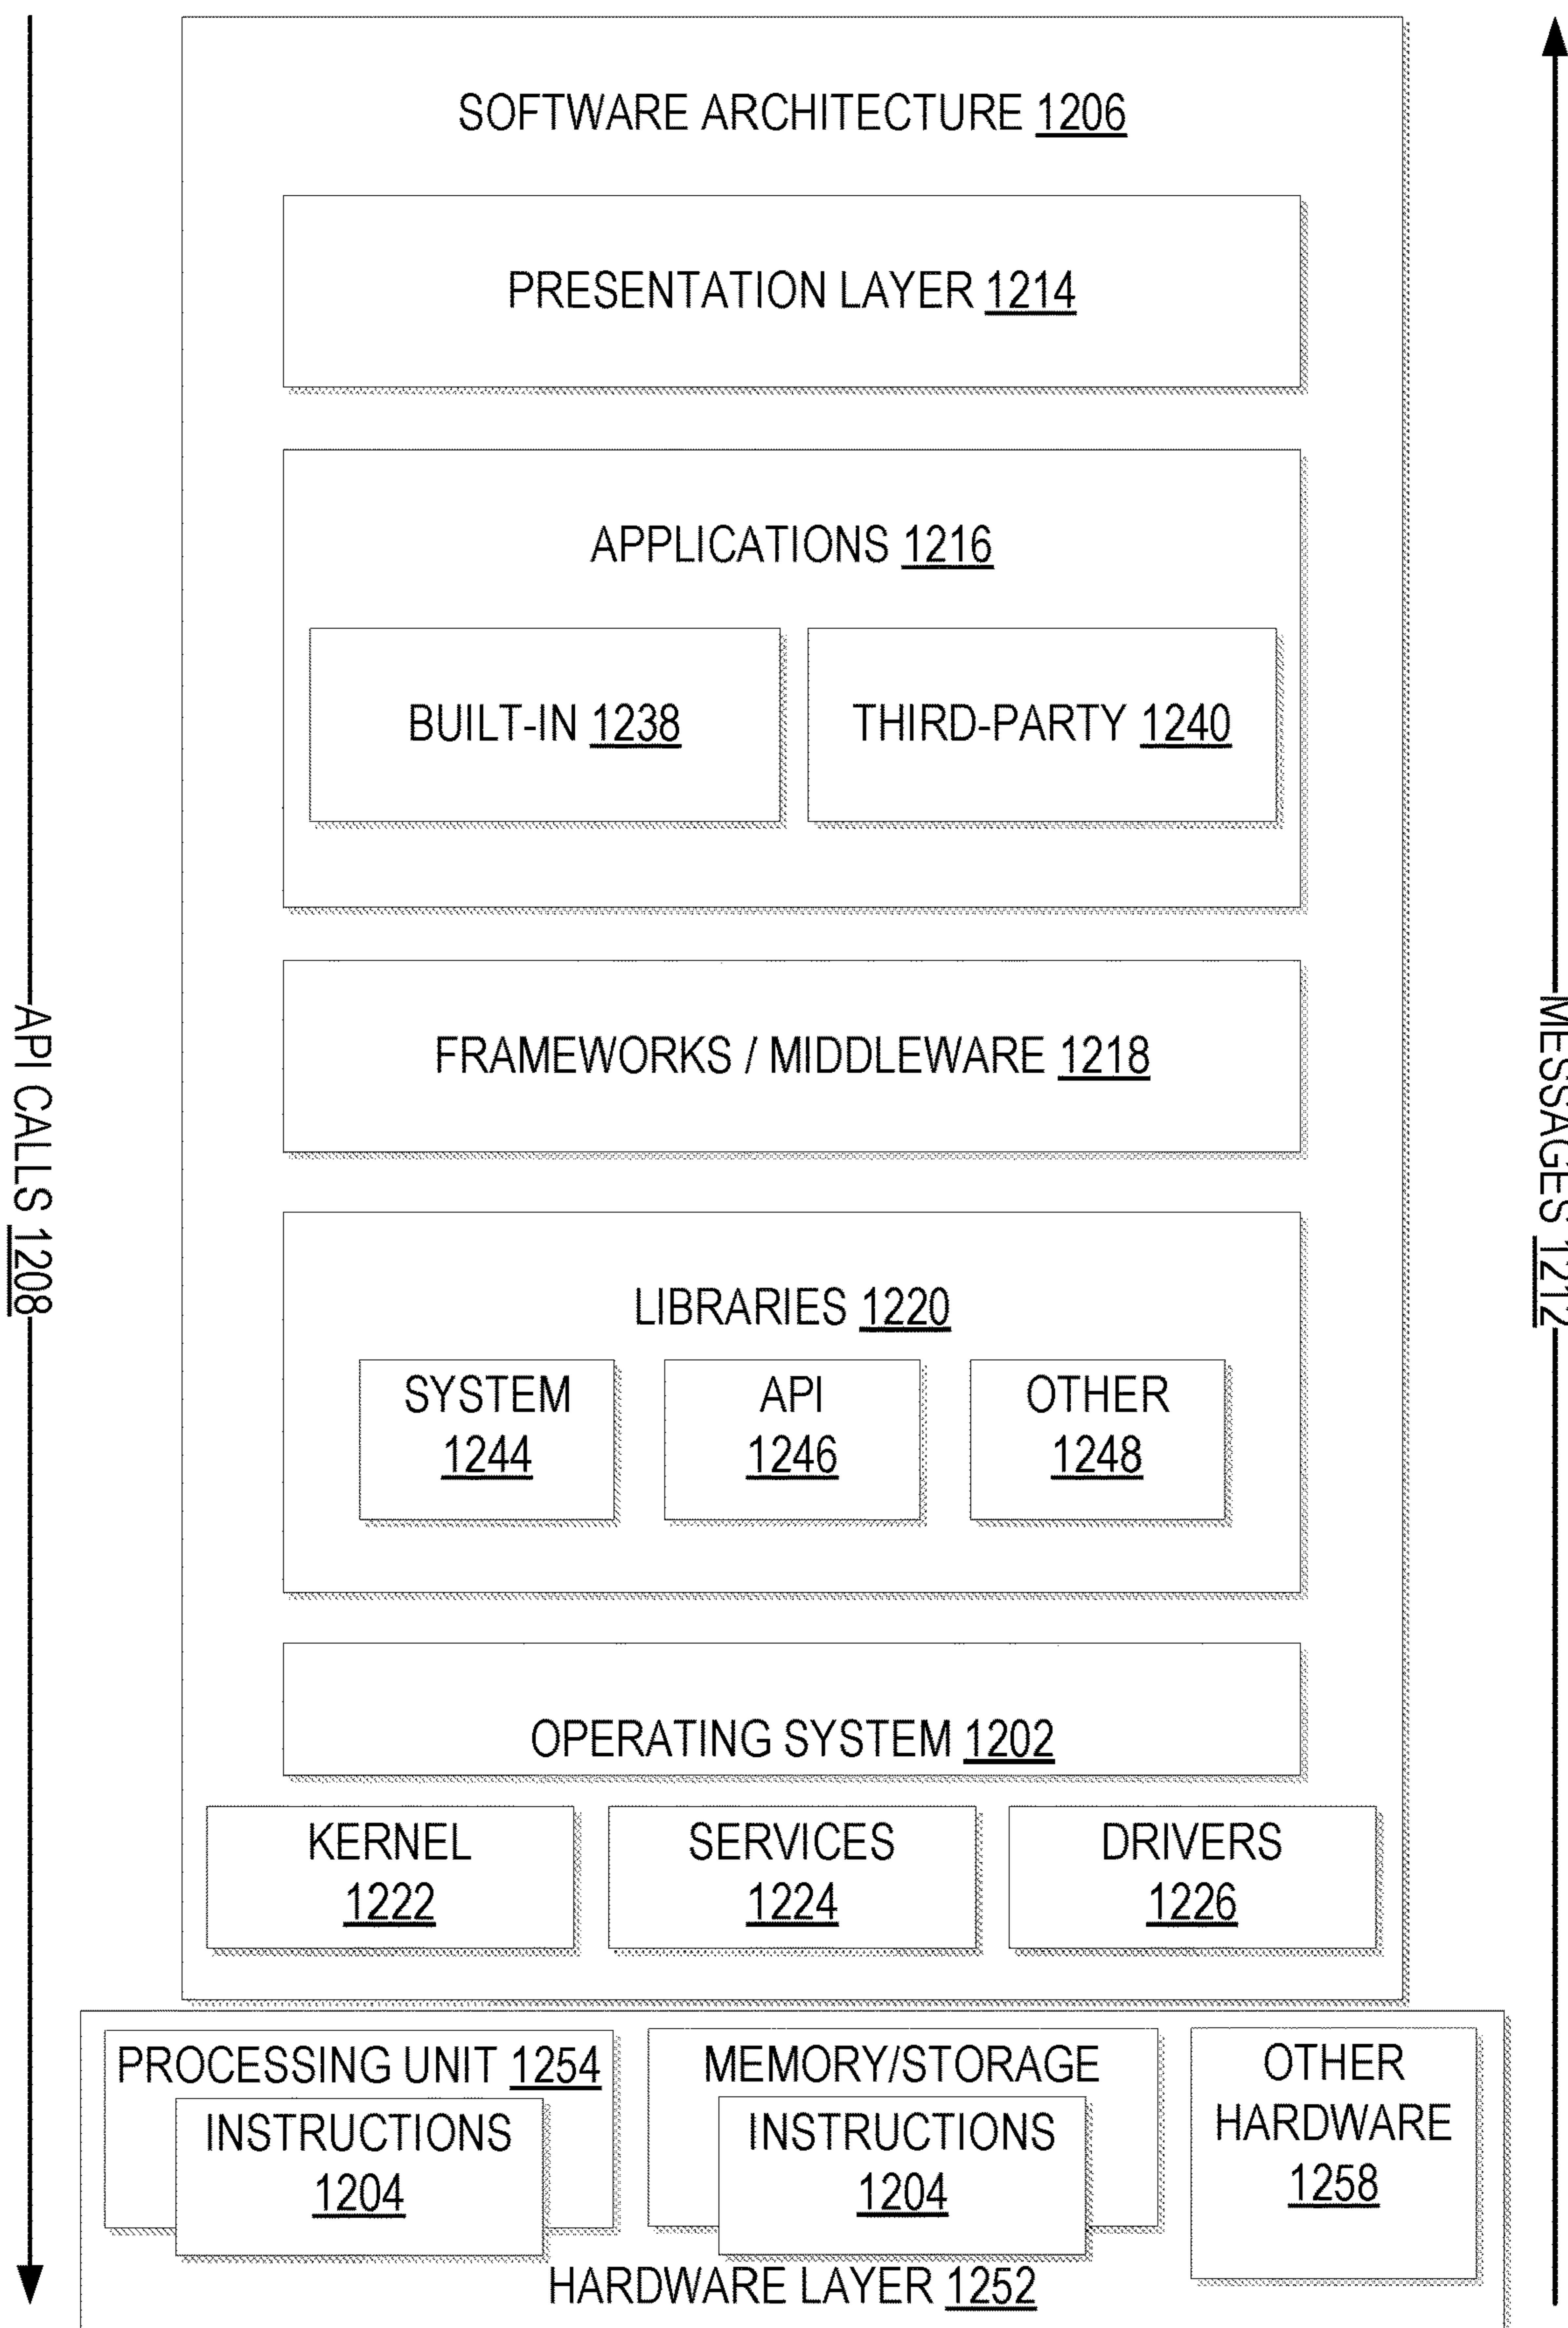 SOFTWARE ARCHITECTURE 1206
PRESENTATION LAYER 1214
APPLICATIONS 1216
BUILT-IN 1238
THIRD-PARTY 1240
FRAMEWORKS / MIDDLEWARE 1218
LIBRARIES 1220
SYSTEM
1244
API
1246
OTHER
1248
OPERATING SYSTEM 1202
KERNEL
1222
SERVICES
1224
DRIVERS
1226
PROCESSING UNIT 1254
INSTRUCTIONS
1204
MEMORY/STORAGE
INSTRUCTIONS
1204
OTHER
HARDWARE
1258
HARDWARE LAYER 1252
API CALLS 1208
MESSAGES 1212